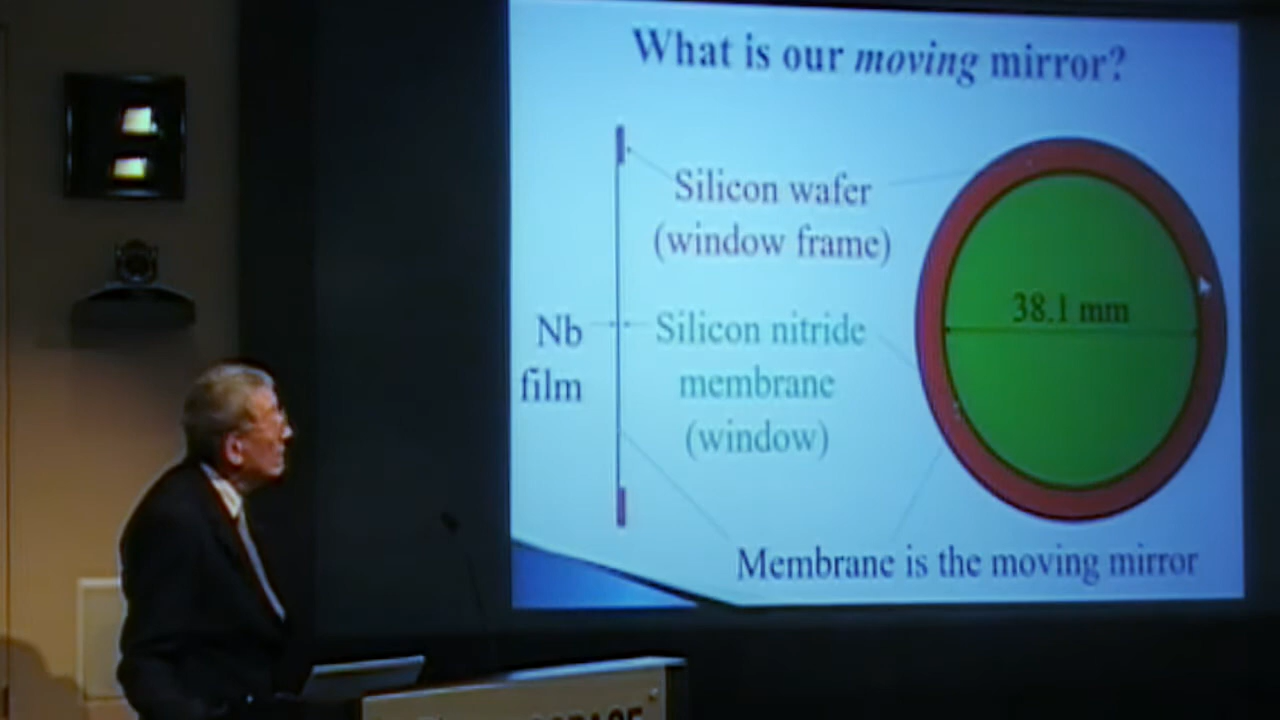 What is our moving mirror?
Silicon wafer
(window frame)
38.1 mm
Nb
film
Silicon nitride
membrane
(window)
Membrane is the moving mirror